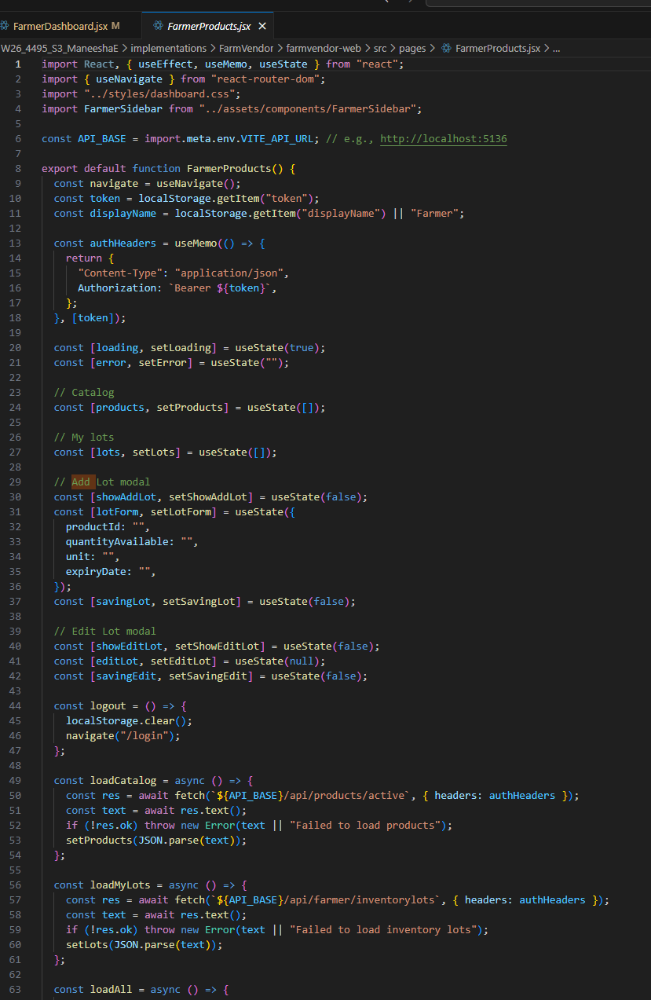 FarmerDashboard.jsx M
FarmerProducts.jsx ×
W26_4495_S3_ManeeshaE > implementations > FarmVendor > farmvendor-web > src > pages > FarmerProducts.jsx > ...
1 import React, { useEffect, useMemo, useState } from "react";
2 import { useNavigate } from "react-router-dom";
3 import "../styles/dashboard.css";
4 import FarmerSidebar from "../assets/components/FarmerSidebar";
5
6 const API_BASE = import.meta.env.VITE_API_URL; // e.g., http://localhost:5136
7
8 export default function FarmerProducts() {
9   const navigate = useNavigate();
10   const token = localStorage.getItem("token");
11   const displayName = localStorage.getItem("displayName") || "Farmer";
12
13   const authHeaders = useMemo(() => {
14     return {
15       "Content-Type": "application/json",
16       Authorization: `Bearer ${token}`,
17     };
18   }, [token]);
19
20   const [loading, setLoading] = useState(true);
21   const [error, setError] = useState("");
22
23   // Catalog
24   const [products, setProducts] = useState([]);
25
26   // My lots
27   const [lots, setLots] = useState([]);
28
29   // Add Lot modal
30   const [showAddLot, setShowAddLot] = useState(false);
31   const [lotForm, setLotForm] = useState({
32     productId: "",
33     quantityAvailable: "",
34     unit: "",
35     expiryDate: "",
36   });
37   const [savingLot, setSavingLot] = useState(false);
38
39   // Edit Lot modal
40   const [showEditLot, setShowEditLot] = useState(false);
41   const [editLot, setEditLot] = useState(null);
42   const [savingEdit, setSavingEdit] = useState(false);
43
44   const logout = () => {
45     localStorage.clear();
46     navigate("/login");
47   };
48
49   const loadCatalog = async () => {
50     const res = await fetch(`${API_BASE}/api/products/active`, { headers: authHeaders });
51     const text = await res.text();
52     if (!res.ok) throw new Error(text || "Failed to load products");
53     setProducts(JSON.parse(text));
54   };
55
56   const loadMyLots = async () => {
57     const res = await fetch(`${API_BASE}/api/farmer/inventorylots`, { headers: authHeaders });
58     const text = await res.text();
59     if (!res.ok) throw new Error(text || "Failed to load inventory lots");
60     setLots(JSON.parse(text));
61   };
62
63   const loadAll = async () => {